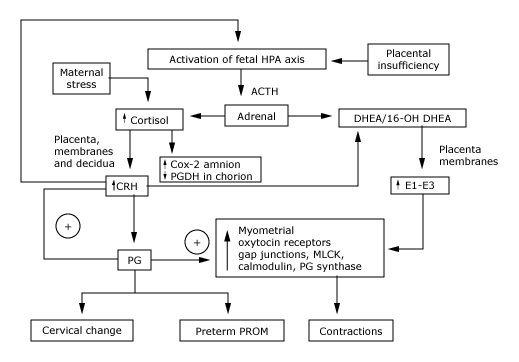 Activation of fetal HPA axis
Placental
insufficiency
Maternal
stress
ACTH
↑ Cortisol
Adrenal
DHEA/16-OH DHEA
Placenta,
membranes
and decidua
↑ Cox-2 amnion
↓ PGDH in chorion
Placenta
membranes
↑ CRH
↑ E1-E3
+
+
↑ Myometrial
oxytocin receptors
gap junctions, MLCK,
calmodulin, PG synthase
PG
Cervical change
Preterm PROM
Contractions